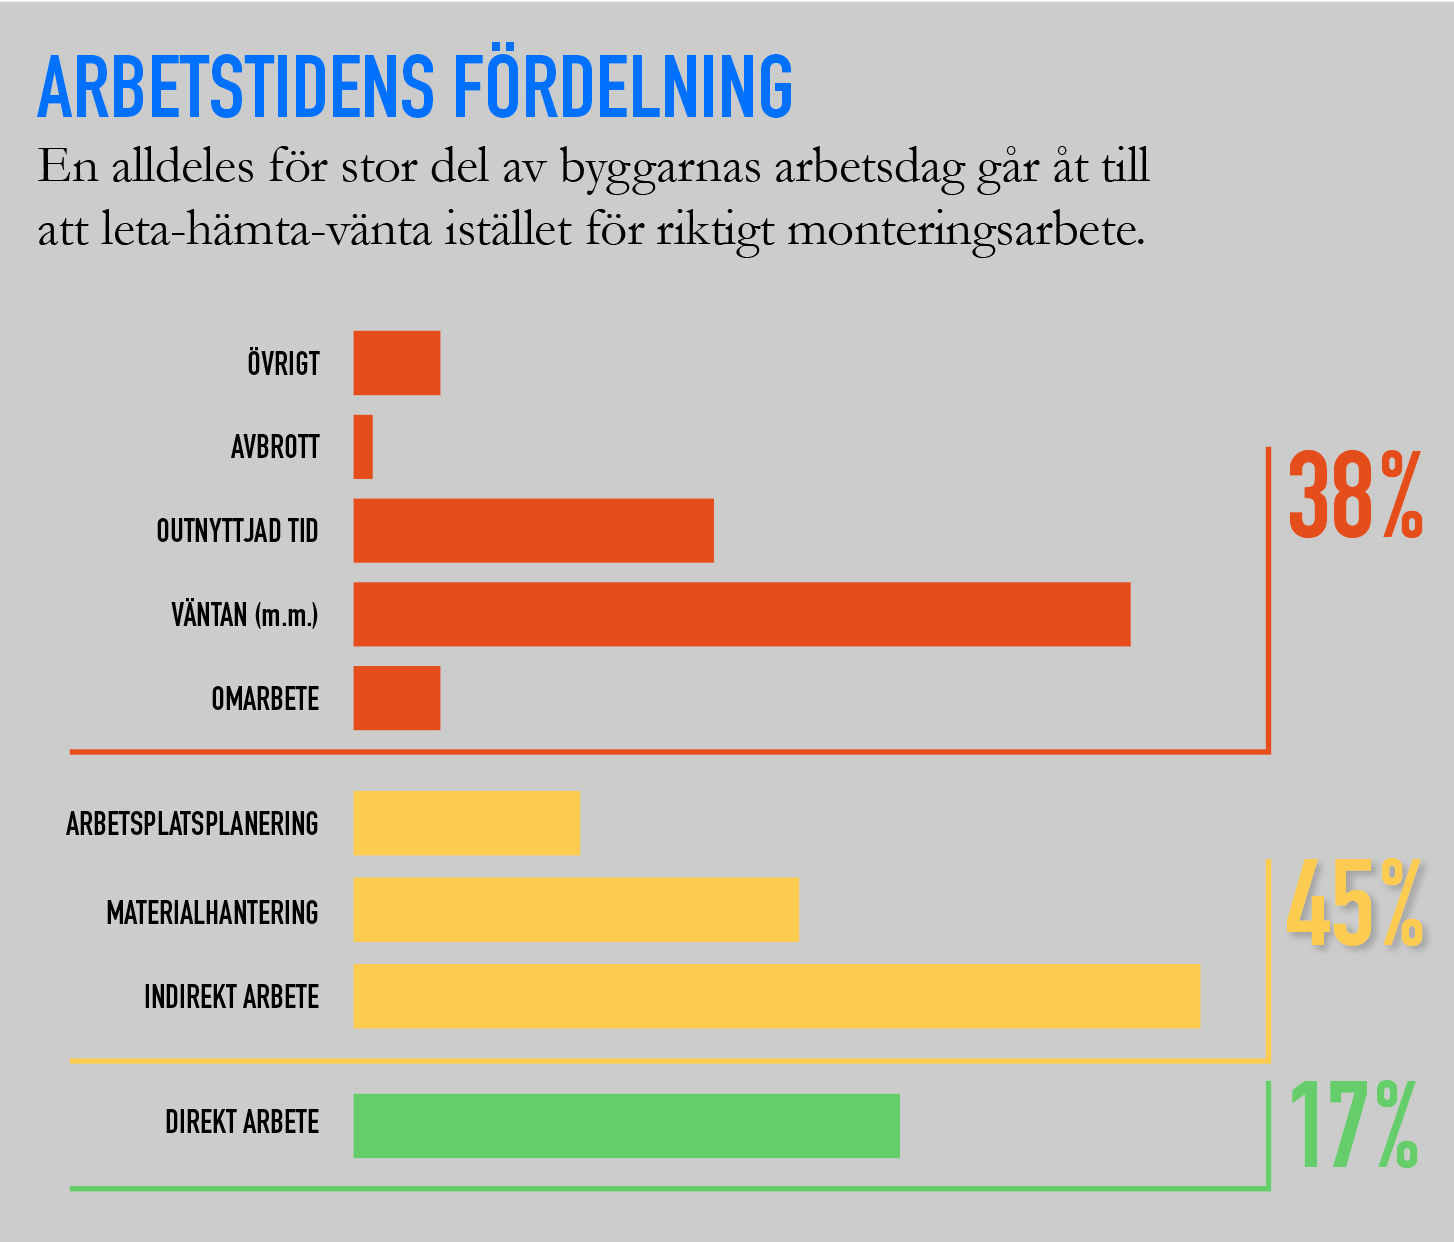 ARBETSTIDENS FÖRDELNING
En alldeles för stor del av byggarnas arbetsdag går åt till
att leta-hämta-vänta istället för riktigt monteringsarbete.
ÖVRIGT
AVBROTT
OUTNYTTJAD TID
VÄNTAN (m.m.)
OMARBETE
38%
ARBETSPLATSPLANERING
MATERIALHANTERING
INDIREKT ARBETE
45%
DIREKT ARBETE
17%